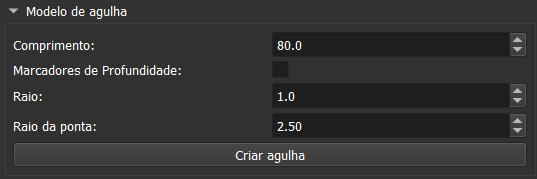 Modelo de agulha
Comprimento: 80.0
Marcadores de Profundidade:
Raio: 1.0
Raio da ponta: 2.50
Criar agulha